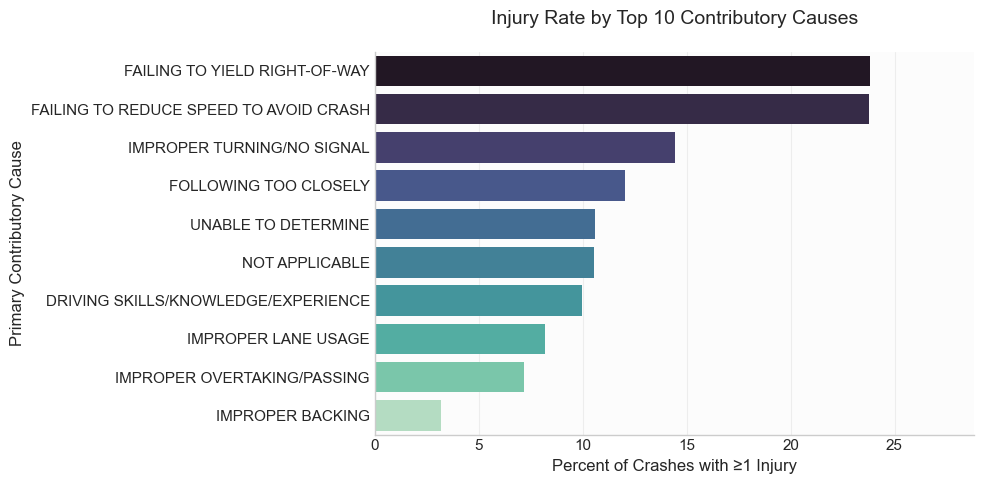 Injury Rate by Top 10 Contributory Causes
Primary Contributory Cause
FAILING TO YIELD RIGHT-OF-WAY
FAILING TO REDUCE SPEED TO AVOID CRASH
IMPROPER TURNING/NO SIGNAL
FOLLOWING TOO CLOSELY
UNABLE TO DETERMINE
NOT APPLICABLE
DRIVING SKILLS/KNOWLEDGE/EXPERIENCE
IMPROPER LANE USAGE
IMPROPER OVERTAKING/PASSING
IMPROPER BACKING
0 5 10 15 20 25
Percent of Crashes with ≥1 Injury